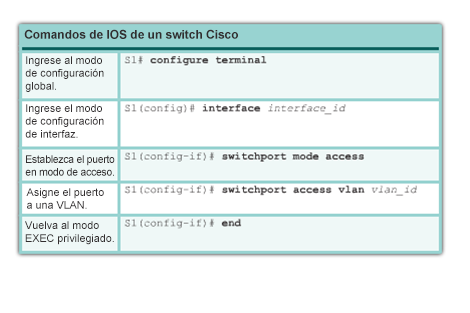 Comandos de IOS de un switch Cisco
Ingrese al modo
de configuración
global.
S1# configure terminal
Ingrese el modo
de configuración
de interfaz.
S1(config)# interface interface_id
Establezca el puerto
en modo de acceso.
S1(config-if)# switchport mode access
Asigne el puerto
a una VLAN.
S1(config-if)# switchport access vlan vlan_id
Vuelva al modo
EXEC privilegiado.
S1(config-if)# end